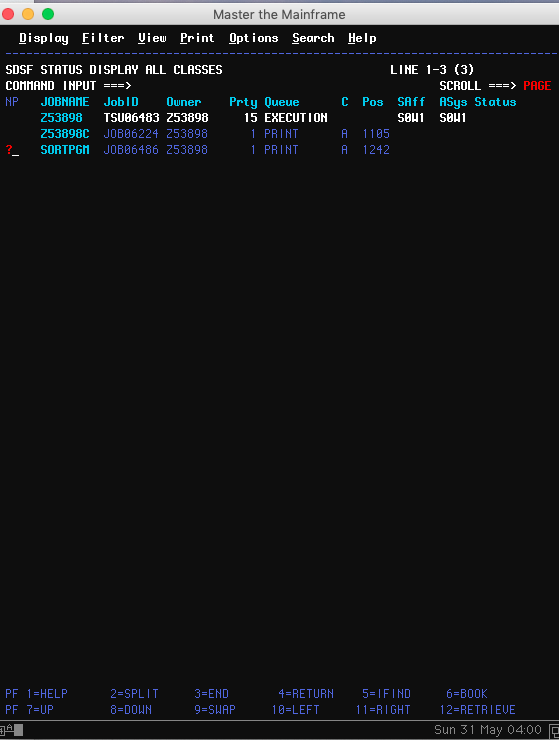 Master the Mainframe
Display Filter View Print Options Search Help
SDSF STATUS DISPLAY ALL CLASSES LINE 1-3 (3)
COMMAND INPUT ===> SCROLL ===> PAGE
NP JOBNAME JobID Owner Prty Queue C Pos SAff ASys Status
Z53898 TSU06483 Z53898 15 EXECUTION S0W1 S0W1
Z53898C JOB06224 Z53898 1 PRINT A 1105
?_ SORTPGM JOB06486 Z53898 1 PRINT A 1242
PF 1=HELP 2=SPLIT 3=END 4=RETURN 5=IFIND 6=BOOK
PF 7=UP 8=DOWN 9=SWAP 10=LEFT 11=RIGHT 12=RETRIEVE
Sun 31 May 04:00